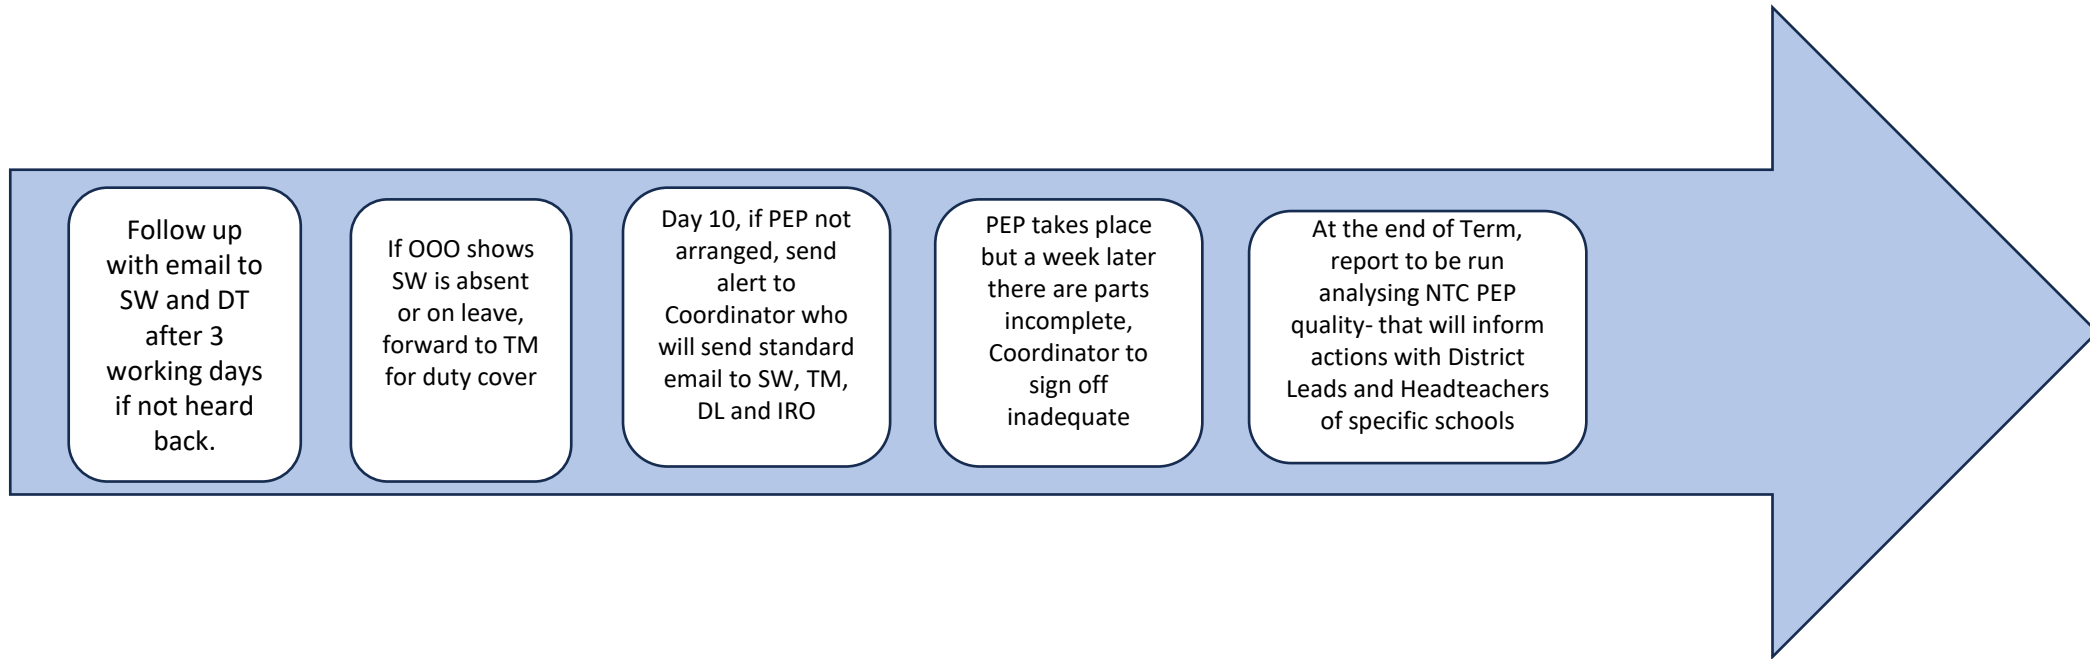 Follow up
with email to
SW and DT
after 3
working days
if not heard
back.
If OOO shows
SW is absent
or on leave,
forward to TM
for duty cover
Day 10, if PEP not
arranged, send
alert to
Coordinator who
will send standard
email to SW, TM,
DL and IRO
PEP takes place
but a week later
there are parts
incomplete,
Coordinator to
sign off
inadequate
At the end of Term,
report to be run
analysing NTC PEP
quality- that will inform
actions with District
Leads and Headteachers
of specific schools